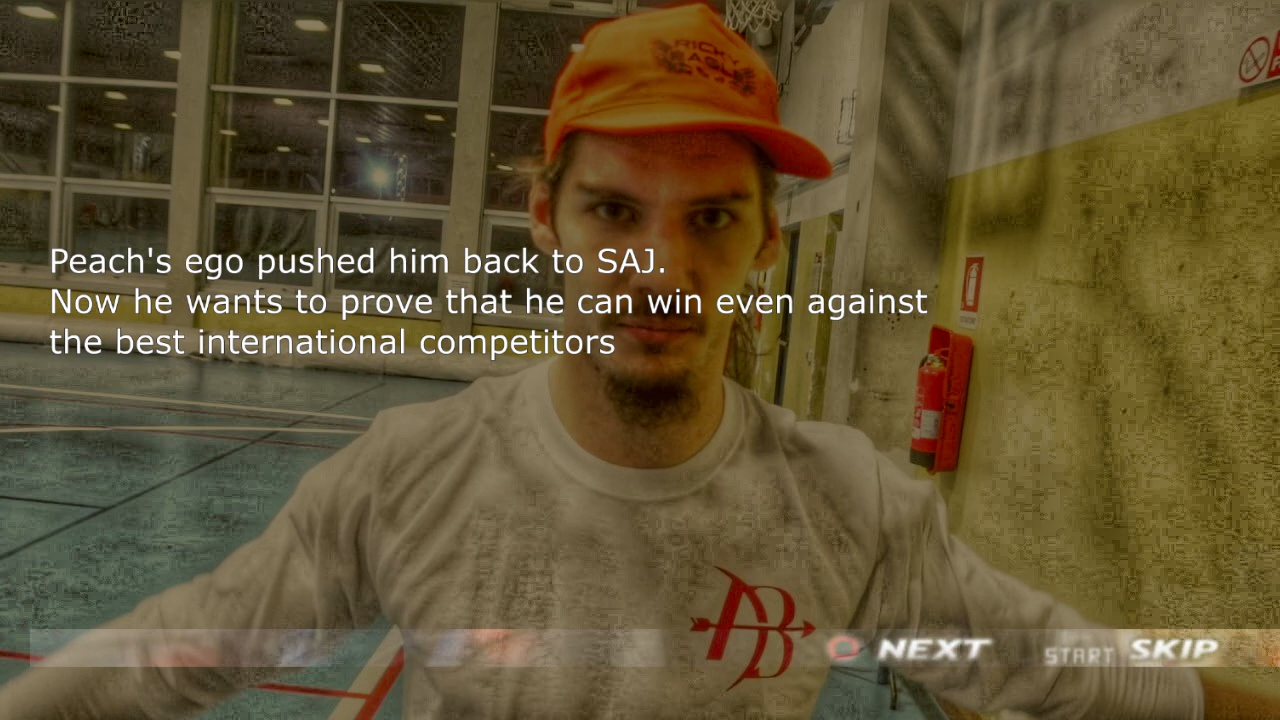 Peach's ego pushed him back to SAJ.
Now he wants to prove that he can win even against
the best international competitors
NEXT
START SKIP